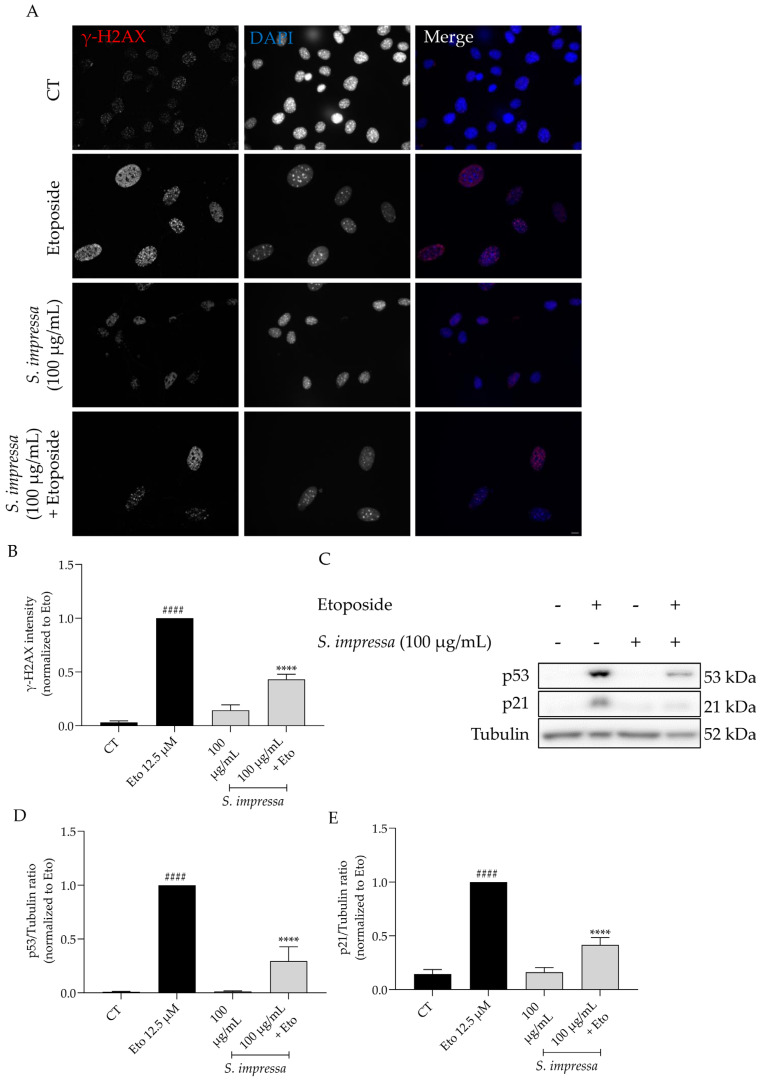 A
γ-H2AX
DAPI
Merge
CT
Etoposide
S. impressa
(100 μg/mL)
S. impressa
(100 μg/mL)
+ Etoposide
B
γ-H2AX intensity
(normalized to Eto)
1.5
1.0
0.5
0.0
####
****
CT
Eto 12.5 μM
100
μg/mL
100 μg/mL
+ Eto
S. impressa
C
Etoposide - + - +
S. impressa (100 μg/mL) - - + +
p53 53 kDa
p21 21 kDa
Tubulin 52 kDa
D
p53/Tubulin ratio
(normalized to Eto)
1.5
1.0
0.5
0.0
####
****
CT
Eto 12.5 μM
100
μg/mL
100 μg/mL
+ Eto
S. impressa
E
p21/Tubulin ratio
(normalized to Eto)
1.5
1.0
0.5
0.0
####
****
CT
Eto 12.5 μM
100
μg/mL
100 μg/mL
+ Eto
S. impressa